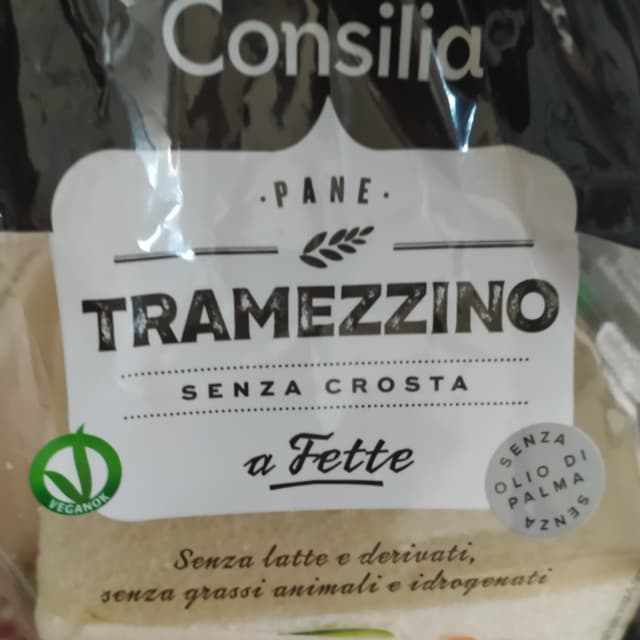 Consilia
·PANE·
TRAMEZZINO
SENZA CROSTA
a Fette
VEGANOK
SENZA
OLIO DI
PALMA
SENZA
Senza latte e derivati,
senza grassi animali e idrogenati